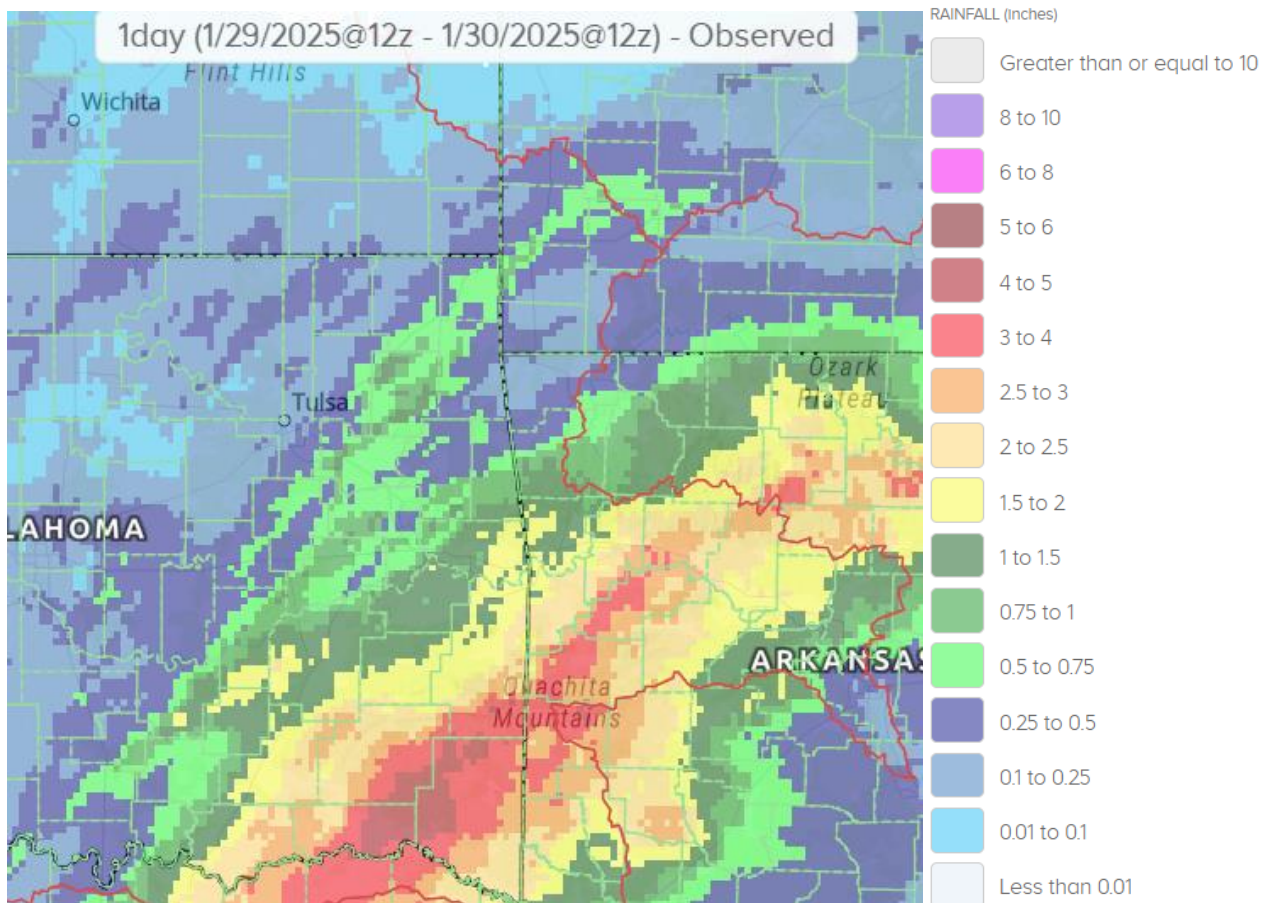 1day (1/29/2025@12z - 1/30/2025@12z) - Observed
Flint Hills
Wichita
Ozark
Plateau
Tulsa
LAHOMA
ARKANSAS
Ouachita
Mountains
RAINFALL (Inches)
Greater than or equal to 10
8 to 10
6 to 8
5 to 6
4 to 5
3 to 4
2.5 to 3
2 to 2.5
1.5 to 2
1 to 1.5
0.75 to 1
0.5 to 0.75
0.25 to 0.5
0.1 to 0.25
0.01 to 0.1
Less than 0.01